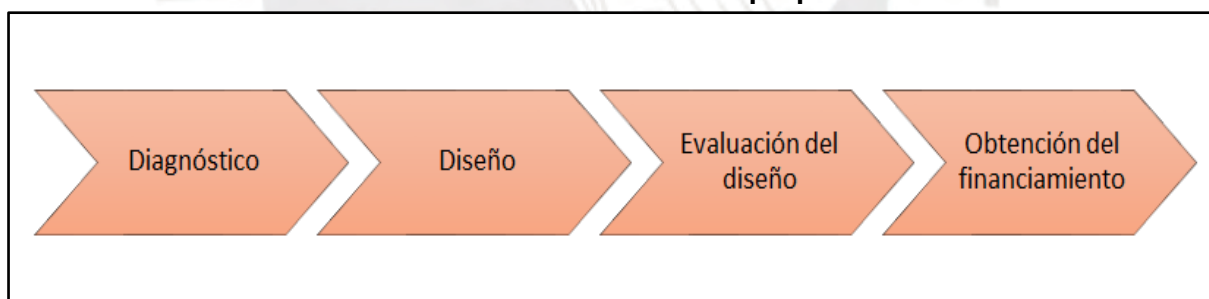 Diagnóstico
Diseño
Evaluación del
diseño
Obtención del
financiamiento